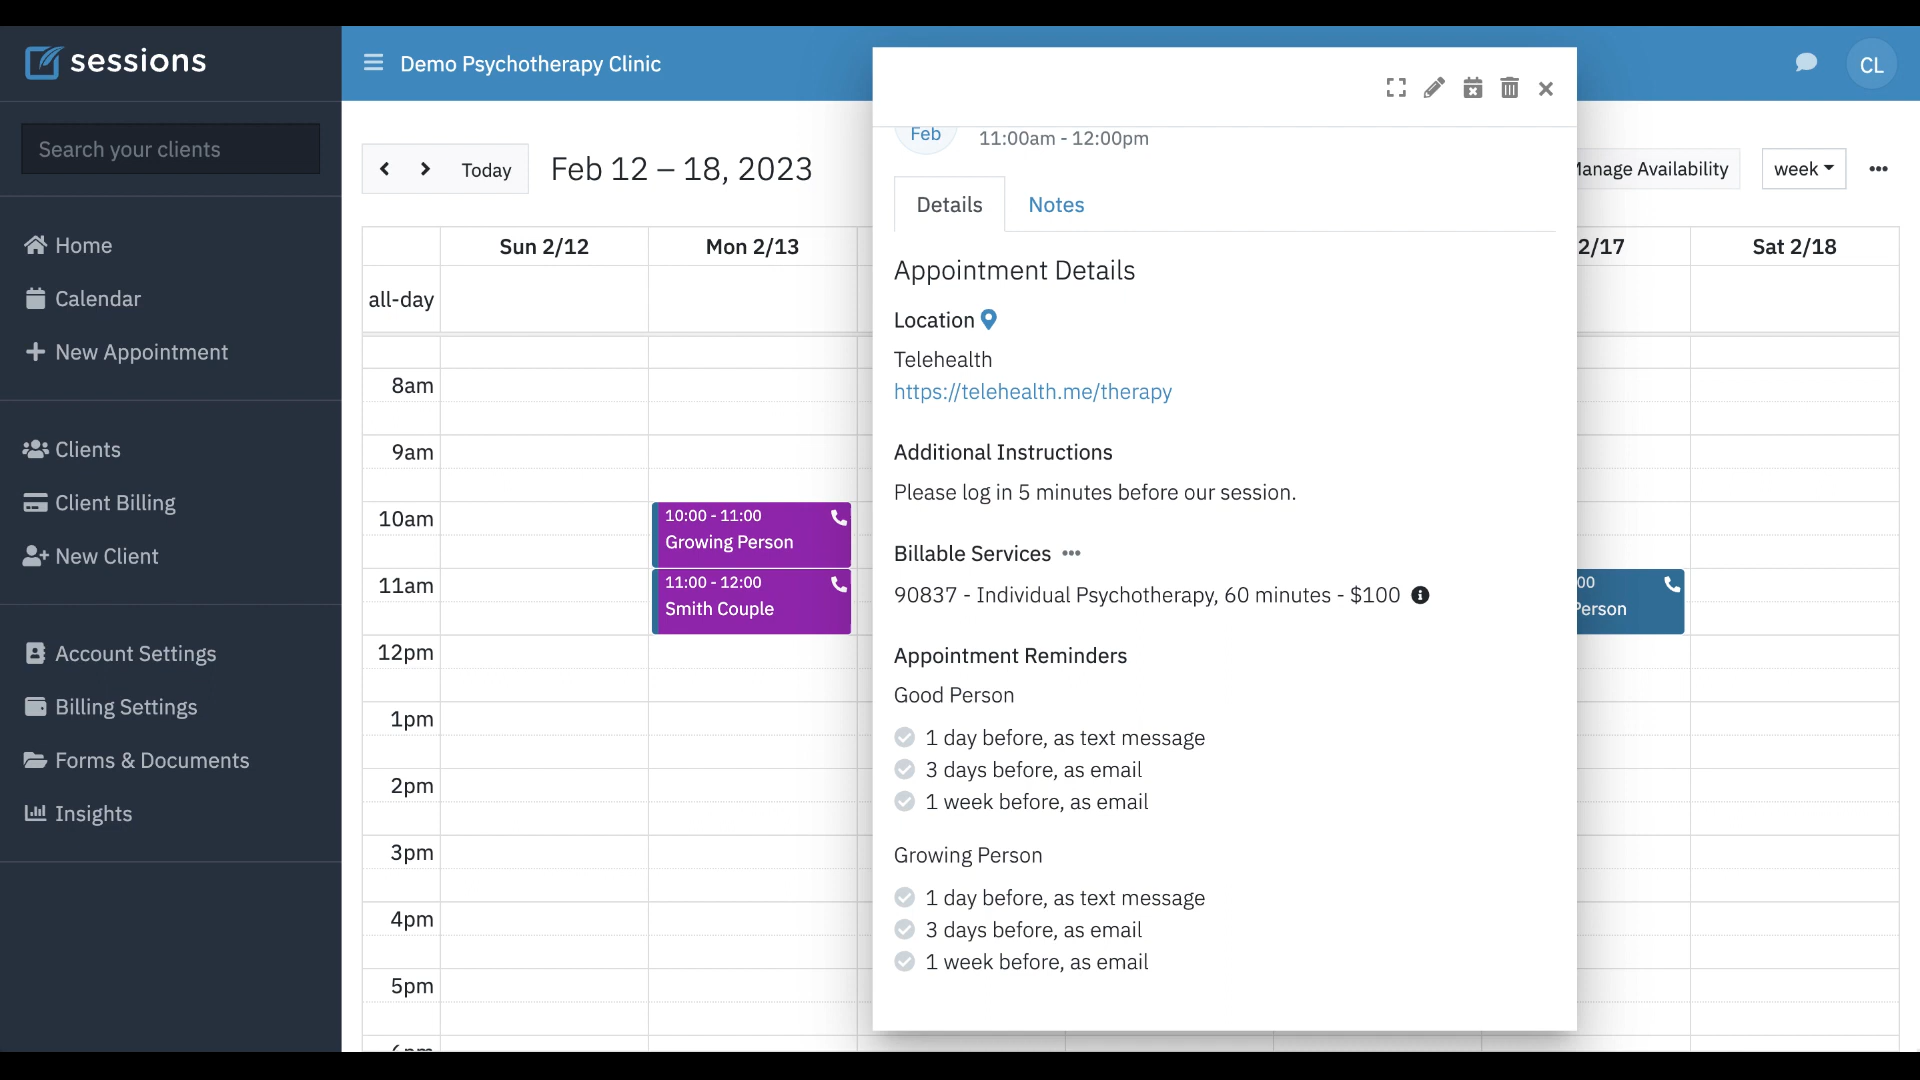 sessions
Demo Psychotherapy Clinic
CL
Search your clients
Home
Calendar
New Appointment
Clients
Client Billing
New Client
Account Settings
Billing Settings
Forms & Documents
Insights
Today
Feb 12 – 18, 2023
Manage Availability
week
Sun 2/12
Mon 2/13
2/17
Sat 2/18
all-day
8am
9am
10am
11am
12pm
1pm
2pm
3pm
4pm
5pm
10:00 - 11:00
Growing Person
11:00 - 12:00
Smith Couple
00
Person
Feb
11:00am - 12:00pm
Details
Notes
Appointment Details
Location
Telehealth
https://telehealth.me/therapy
Additional Instructions
Please log in 5 minutes before our session.
Billable Services
90837 - Individual Psychotherapy, 60 minutes - $100
Appointment Reminders
Good Person
1 day before, as text message
3 days before, as email
1 week before, as email
Growing Person
1 day before, as text message
3 days before, as email
1 week before, as email